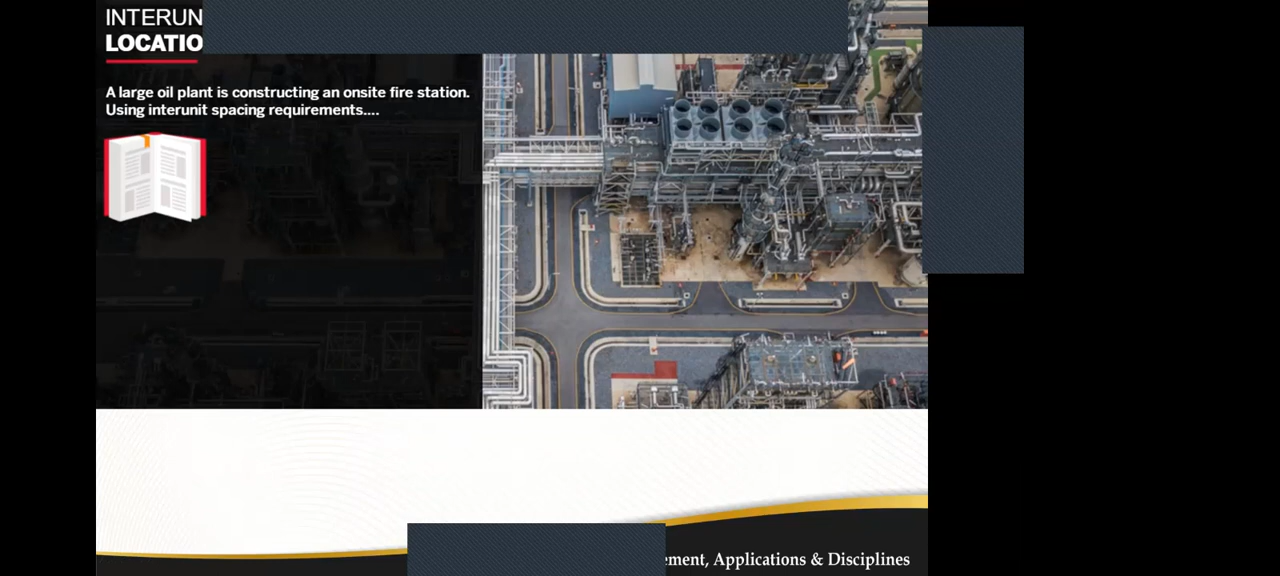 INTERUN
LOCATIO
A large oil plant is constructing an onsite fire station.
Using interunit spacing requirements....
ement, Applications & Disciplines